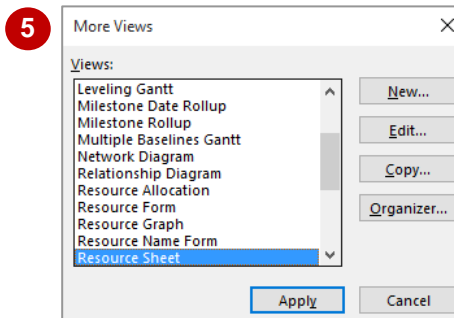 5
More Views
Views:
Leveling Gantt
Milestone Date Rollup
Milestone Rollup
Multiple Baselines Gantt
Network Diagram
Relationship Diagram
Resource Allocation
Resource Form
Resource Graph
Resource Name Form
Resource Sheet
New...
Edit...
Copy...
Organizer...
Apply
Cancel